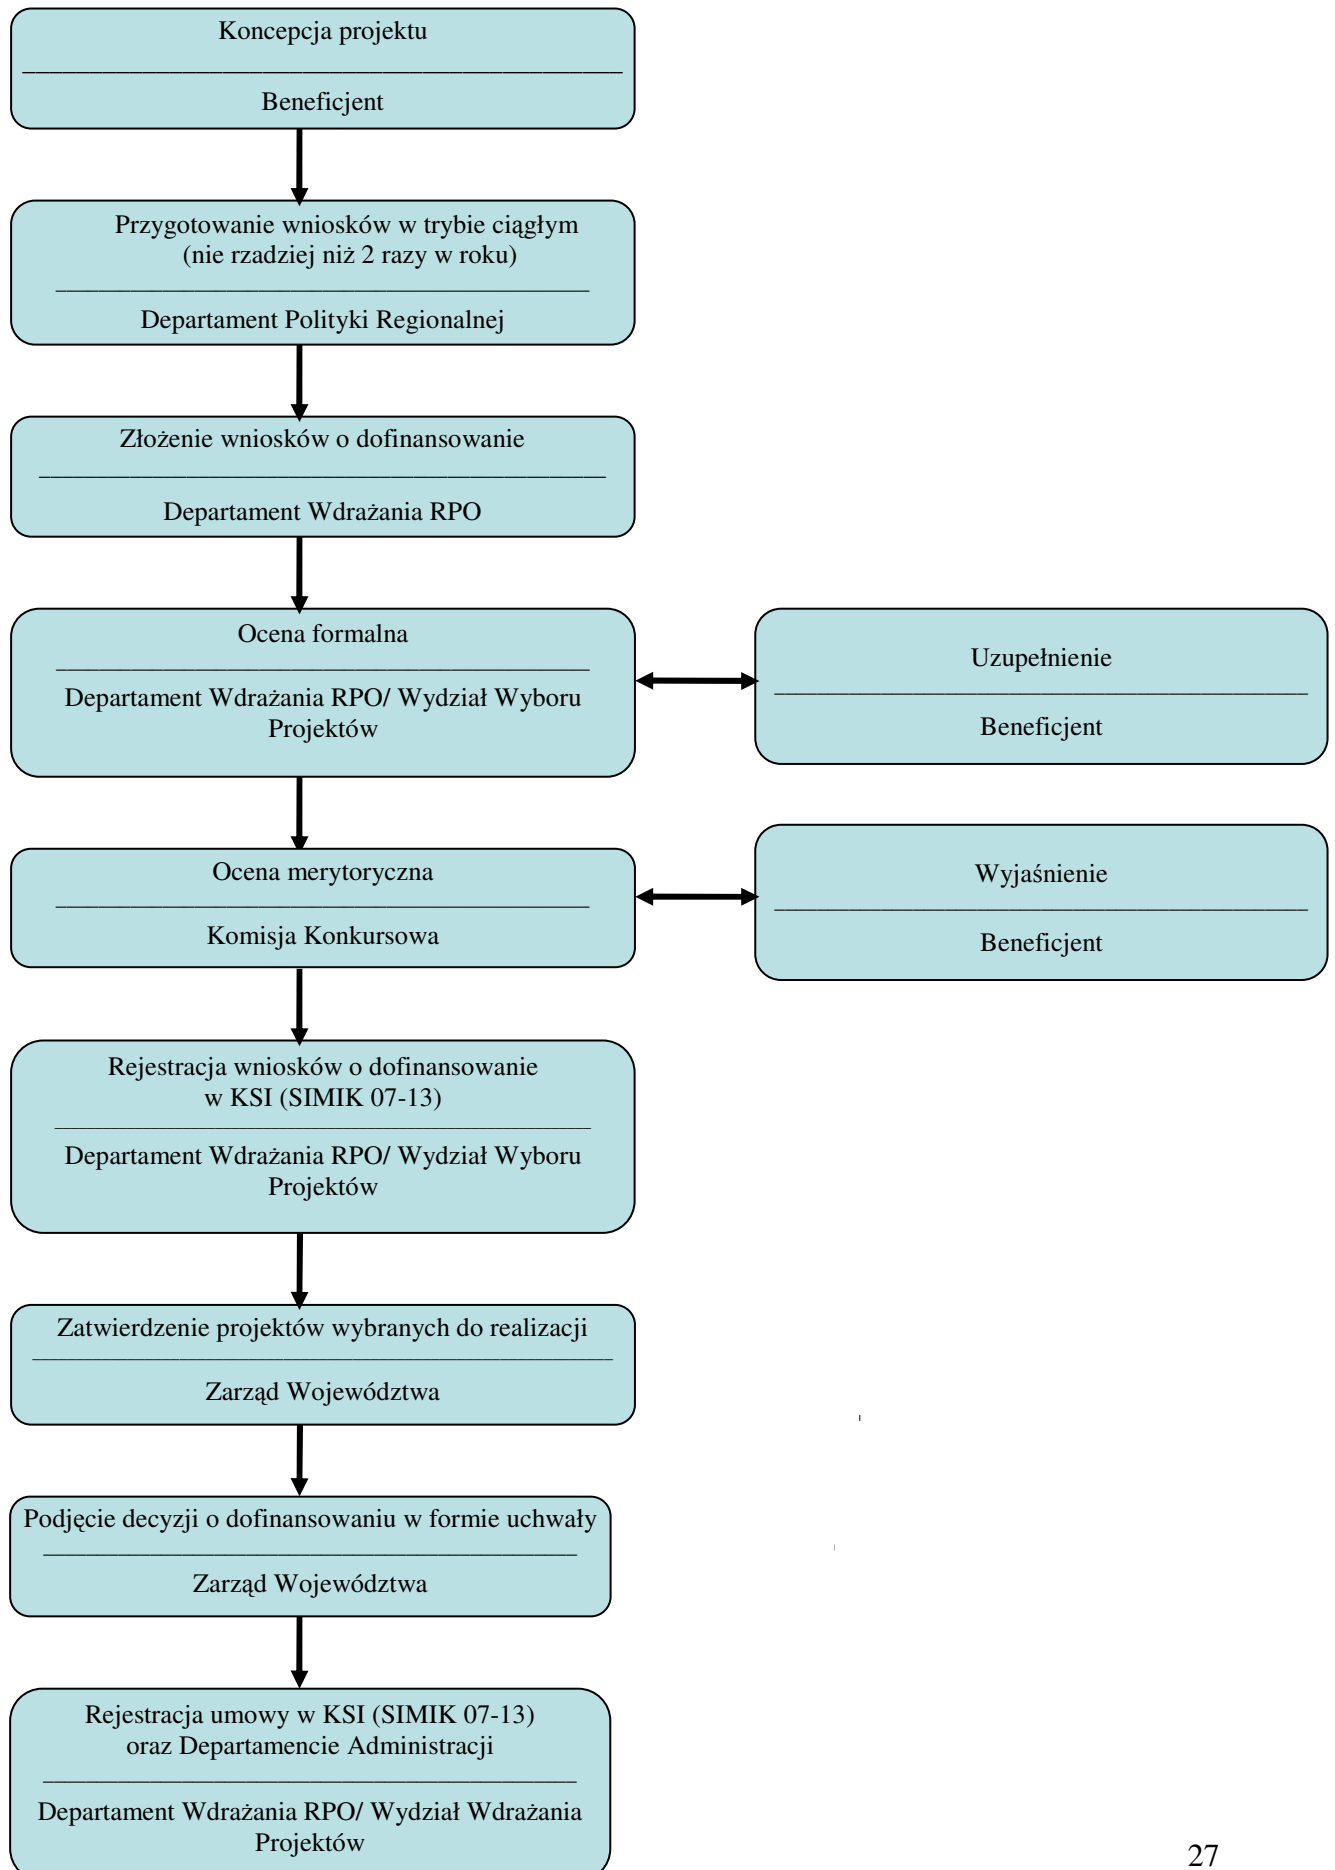 Koncepcja projektu
Beneficjent
Przygotowanie wniosków w trybie ciągłym
(nie rzadziej niż 2 razy w roku)
Departament Polityki Regionalnej
Złożenie wniosków o dofinansowanie
Departament Wdrażania RPO
Ocena formalna
Departament Wdrażania RPO/ Wydział Wyboru
Projektów
Uzupełnienie
Beneficjent
Ocena merytoryczna
Komisja Konkursowa
Wyjaśnienie
Beneficjent
Rejestracja wniosków o dofinansowanie
w KSI (SIMIK 07-13)
Departament Wdrażania RPO/ Wydział Wyboru
Projektów
Zatwierdzenie projektów wybranych do realizacji
Zarząd Województwa
Podjęcie decyzji o dofinansowaniu w formie uchwały
Zarząd Województwa
Rejestracja umowy w KSI (SIMIK 07-13)
oraz Departamencie Administracji
Departament Wdrażania RPO/ Wydział Wdrażania
Projektów
27